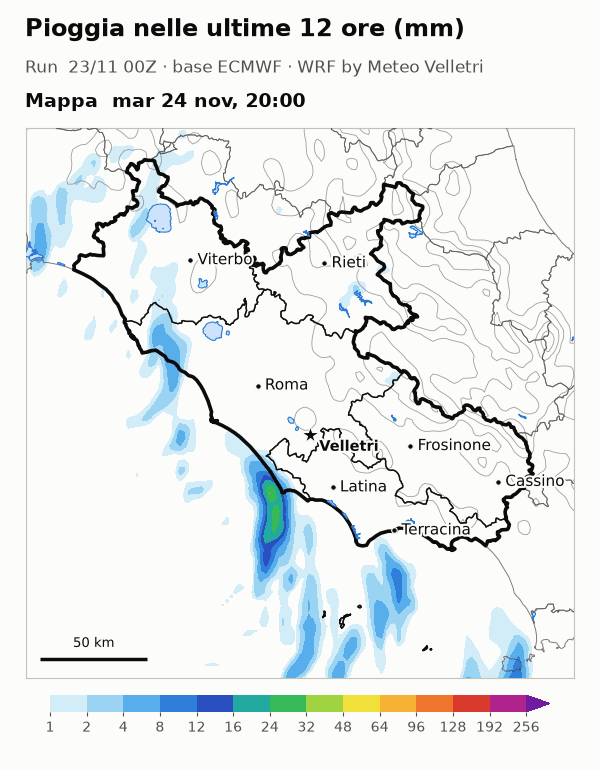 Pioggia nelle ultime 12 ore (mm)
Run  23/11 00Z · base ECMWF · WRF by Meteo Velletri
Mappa  mar 24 nov, 20:00
Viterbo
Rieti
Roma
Velletri
Frosinone
Cassino
Latina
Terracina
50 km
1 2 4 8 12 16 24 32 48 64 96 128 192 256